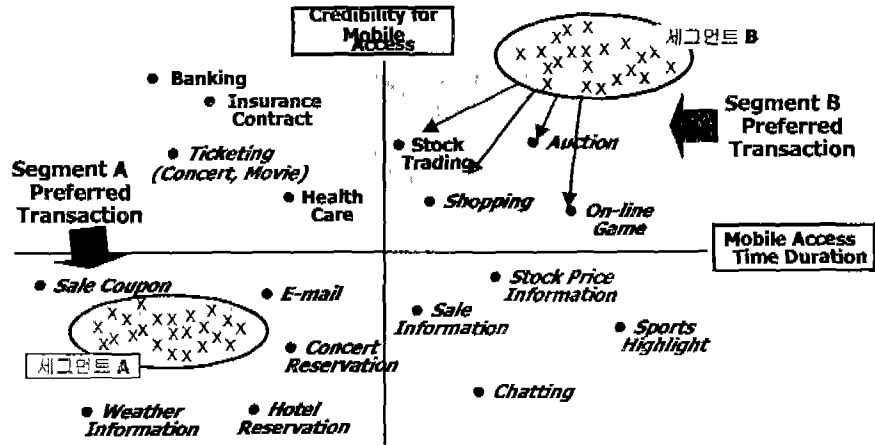 Credibility for
Mobile
Access
세그먼트 B
Banking
Insurance
Contract
Segment B
Preferred
Transaction
Ticketing
(Concert, Movie)
Stock
Trading
Auction
Segment A
Preferred
Transaction
Health
Care
Shopping
On-line
Game
Mobile Access
Time Duration
Sale Coupon
E-mail
Stock Price
Information
Sale
Information
Sports
Highlight
세그먼트 A
Concert
Reservation
Chatting
Weather
Information
Hotel
Reservation